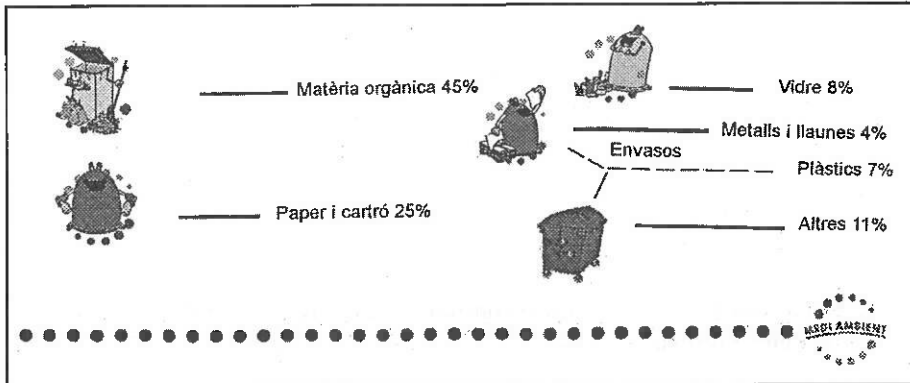 Matèria orgànica 45%
Paper i cartró 25%
Vidre 8%
Metalls i llaunes 4%
Envasos
Plàstics 7%
Altres 11%
MEDI AMBIENT